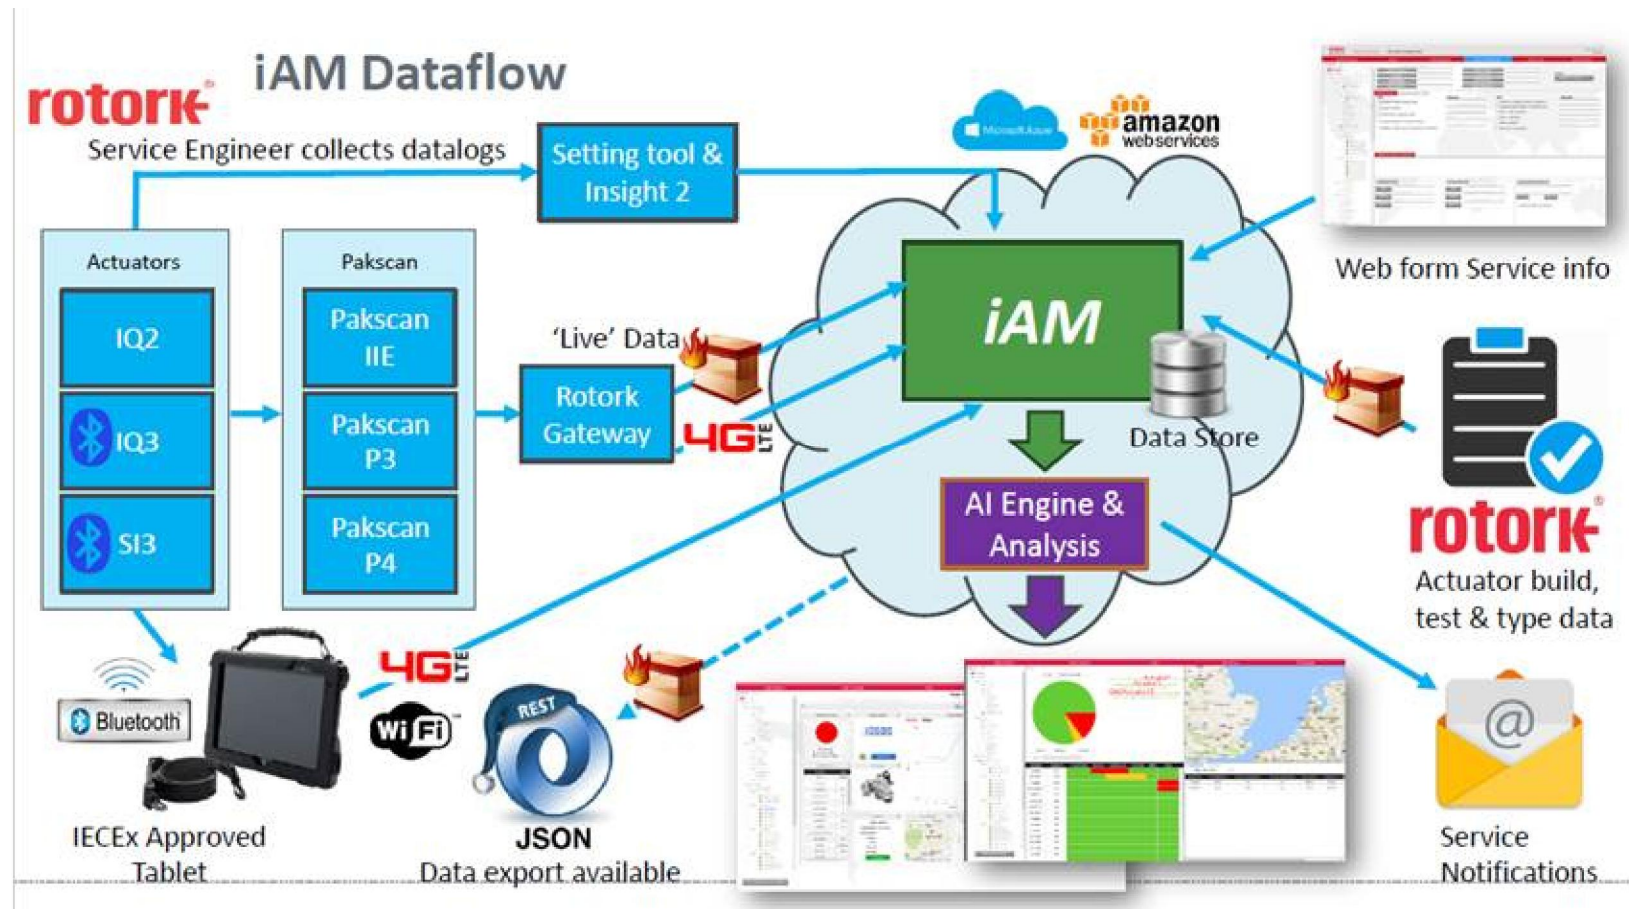 iAM Dataflow
rotork®
Service Engineer collects datalogs
Setting tool &
Insight 2
Microsoft Azure
amazon
webservices
Web form Service info
Actuators
IQ2
IQ3
SI3
Pakscan
Pakscan
IIE
Pakscan
P3
Pakscan
P4
'Live' Data
Rotork
Gateway
4G LTE
iAM
Data Store
AI Engine &
Analysis
rotork®
Actuator build,
test & type data
Bluetooth
IECEx Approved
Tablet
4G LTE
WiFi
REST
JSON
Data export available
@
Service
Notifications